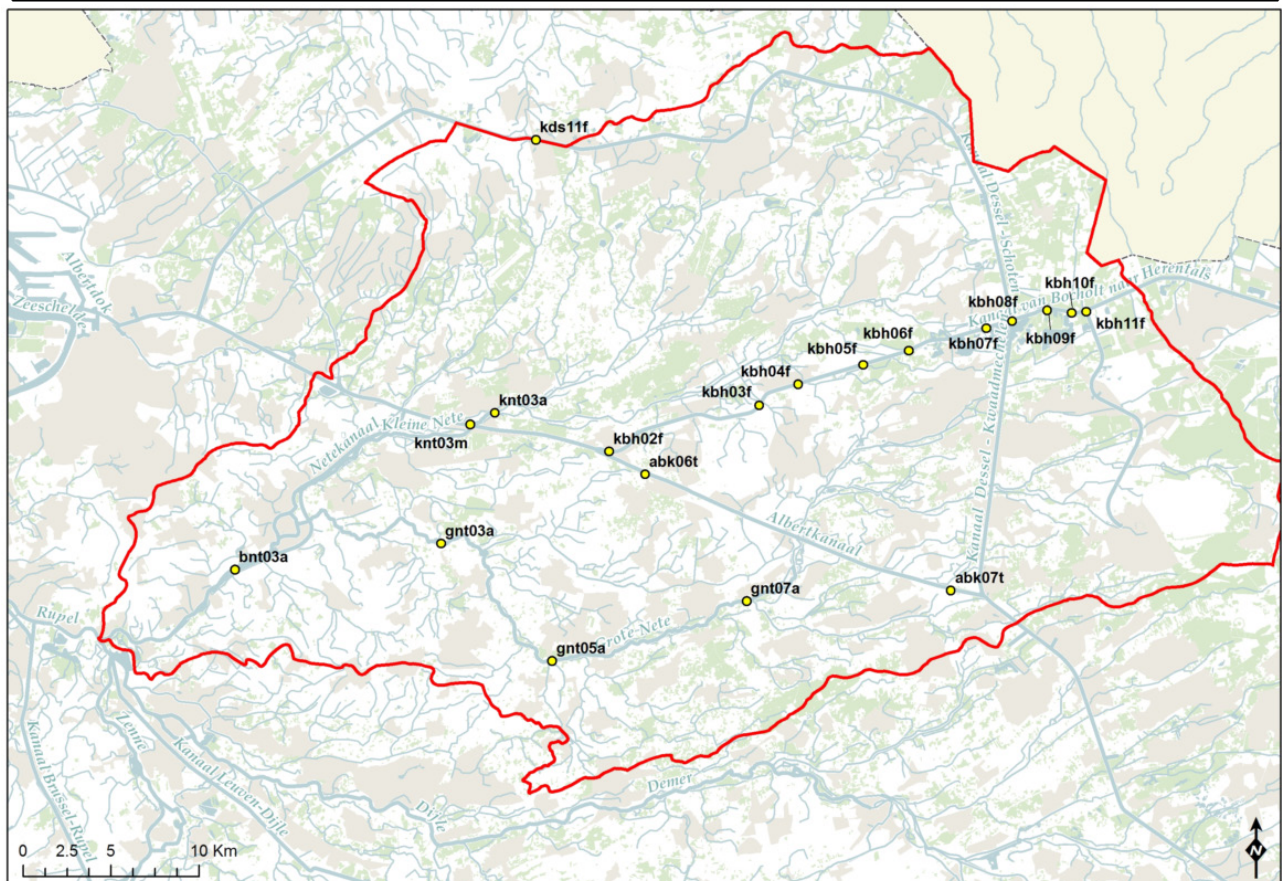 kds11f
Kanaal Dessel - Schoten
Albertdok
Zeeschelde
Kanaal van Bocholt naar Herentals
kbh10f
kbh08f
kbh11f
kbh09f
kbh07f
kbh06f
kbh05f
kbh04f
kbh03f
knt03a
Netekanaal
Kleine Nete
knt03m
kbh02f
abk06t
Kanaal Dessel - Kwaadmechelen
Albertkanaal
gnt03a
bnt03a
abk07t
gnt07a
Rupel
Grote Nete
gnt05a
Zenne
Kanaal Leuven-Dijle
Kanaal Brussel-Rupel
Dijle
Demer
0 2.5 5 10 Km
N